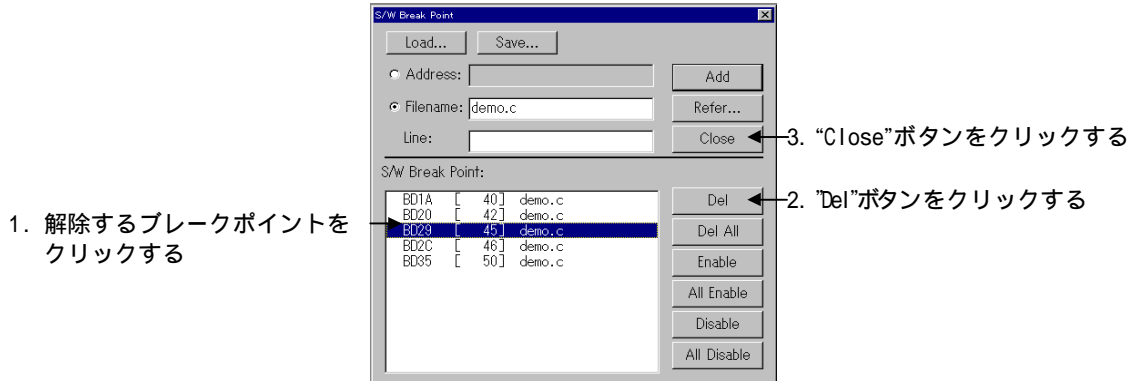 S/W Break Point
Load... Save...
Address: Add
Filename: demo.c Refer...
Line: Close
3. “Close”ボタンをクリックする
S/W Break Point:
BD1A [ 40] demo.c
BD20 [ 42] demo.c
BD29 [ 45] demo.c
BD2C [ 46] demo.c
BD35 [ 50] demo.c
Del
2. ”Del”ボタンをクリックする
Del All
Enable
All Enable
Disable
All Disable
1. 解除するブレークポイントを
クリックする